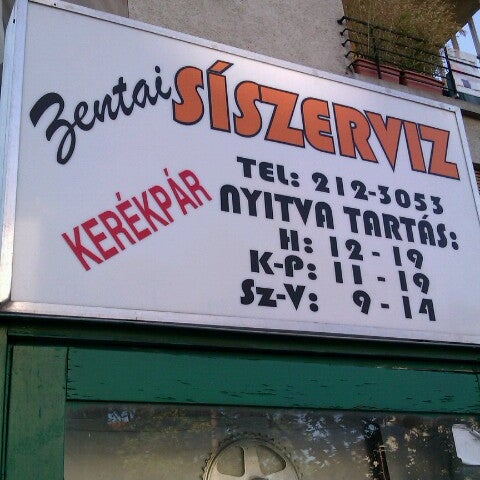 Zentai SÍSZERVIZ
KERÉKPÁR
TEL: 212-3053
NYITVA TARTÁS:
H: 12 - 19
K-P: 11 - 19
Sz-V: 9 - 14